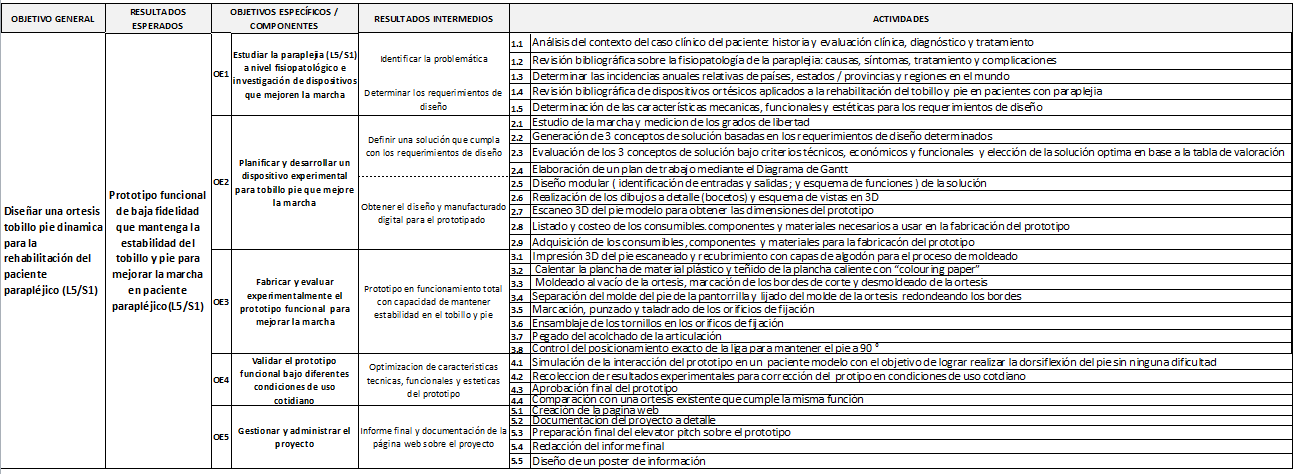 OBJETIVO GENERAL
RESULTADOS
ESPERADOS
OBJETIVOS ESPECÍFICOS /
COMPONENTES
RESULTADOS INTERMEDIOS
ACTIVIDADES
Diseñar una ortesis
tobillo pie dinamica
para la
rehabilitación del
paciente
parapléjico (L5/S1)
Prototipo funcional
de baja fidelidad
que mantenga la
estabilidad del
tobillo y pie para
mejorar la marcha
en paciente
parapléjico(L5/S1)
OE1
Estudiar la paraplejia (L5/S1)
a nivel fisiopatológico e
investigación de dispositivos
que mejoren la marcha
Identificar la problemática
Determinar los requerimientos de
diseño
1.1 Análisis del contexto del caso clínico del paciente: historia y evaluación clínica, diagnóstico y tratamiento
1.2 Revisión bibliográfica sobre la fisiopatología de la paraplejia: causas, síntomas, tratamiento y complicaciones
1.3 Determinar las incidencias anuales relativas de países, estados / provincias y regiones en el mundo
1.4 Revisión bibliográfica de dispositivos ortésicos aplicados a la rehabilitación del tobillo y pie en pacientes con paraplejia
1.5 Determinación de las características mecanicas, funcionales y estéticas para los requerimientos de diseño
OE2
Planificar y desarrollar un
dispositivo experimental
para tobillo pie que mejore
la marcha
Definir una solución que cumpla
con los requerimientos de diseño
Obtener el diseño y manufacturado
digital para el prototipado
2.1 Estudio de la marcha y medicion de los grados de libertad
2.2 Generación de 3 conceptos de solución basadas en los requerimientos de diseño determinados
2.3 Evaluación de los 3 conceptos de solución bajo criterios técnicos, económicos y funcionales y elección de la solución optima en base a la tabla de valoración
2.4 Elaboración de un plan de trabajo mediante el Diagrama de Gantt
2.5 Diseño modular ( identificación de entradas y salidas ; y esquema de funciones ) de la solución
2.6 Realización de los dibujos a detalle (bocetos) y esquema de vistas en 3D
2.7 Escaneo 3D del pie modelo para obtener las dimensiones del prototipo
2.8 Listado y costeo de los consumibles.componentes y materiales necesarios a usar en la fabricación del prototipo
2.9 Adquisición de los consumibles ,componentes y materiales para la fabricacón del prototipo
OE3
Fabricar y evaluar
experimentalmente el
prototipo funcional para
mejorar la marcha
Prototipo en funcionamiento total
con capacidad de mantener
estabilidad en el tobillo y pie
3.1 Impresión 3D del pie escaneado y recubrimiento con capas de algodón para el proceso de moldeado
3.2 Calentar la plancha de material plástico y teñido de la plancha caliente con “colouring paper”
3.3 Moldeado al vacío de la ortesis, marcación de los bordes de corte y desmoldeado de la ortesis
3.4 Separación del molde del pie de la pantorrilla y lijado del molde de la ortesis redondeando los bordes
3.5 Marcación, punzado y taladrado de los orificios de fijación
3.6 Ensamblaje de los tornillos en los orificos de fijación
3.7 Pegado del acolchado de la articulación
3.8 Control del posicionamiento exacto de la liga para mantener el pie a 90 °
OE4
Validar el prototipo
funcional bajo diferentes
condiciones de uso
cotidiano
Optimizacion de caracteristicas
tecnicas, funcionales y esteticas
del prototipo
4.1 Simulación de la interacción del prototipo en un paciente modelo con el objetivo de lograr realizar la dorsiflexión del pie sin ninguna dificultad
4.2 Recoleccion de resultados experimentales para corrección del protipo en condiciones de uso cotdiano
4.3 Aprobación final del prototipo
4.4 Comparación con una ortesis existente que cumple la misma función
OE5
Gestionar y administrar el
proyecto
Informe final y documentación de la
página web sobre el proyecto
5.1 Creación de la pagina web
5.2 Documentacion del proyecto a detalle
5.3 Preparación final del elevator pitch sobre el prototipo
5.4 Redacción del informe final
5.5 Diseño de un poster de información